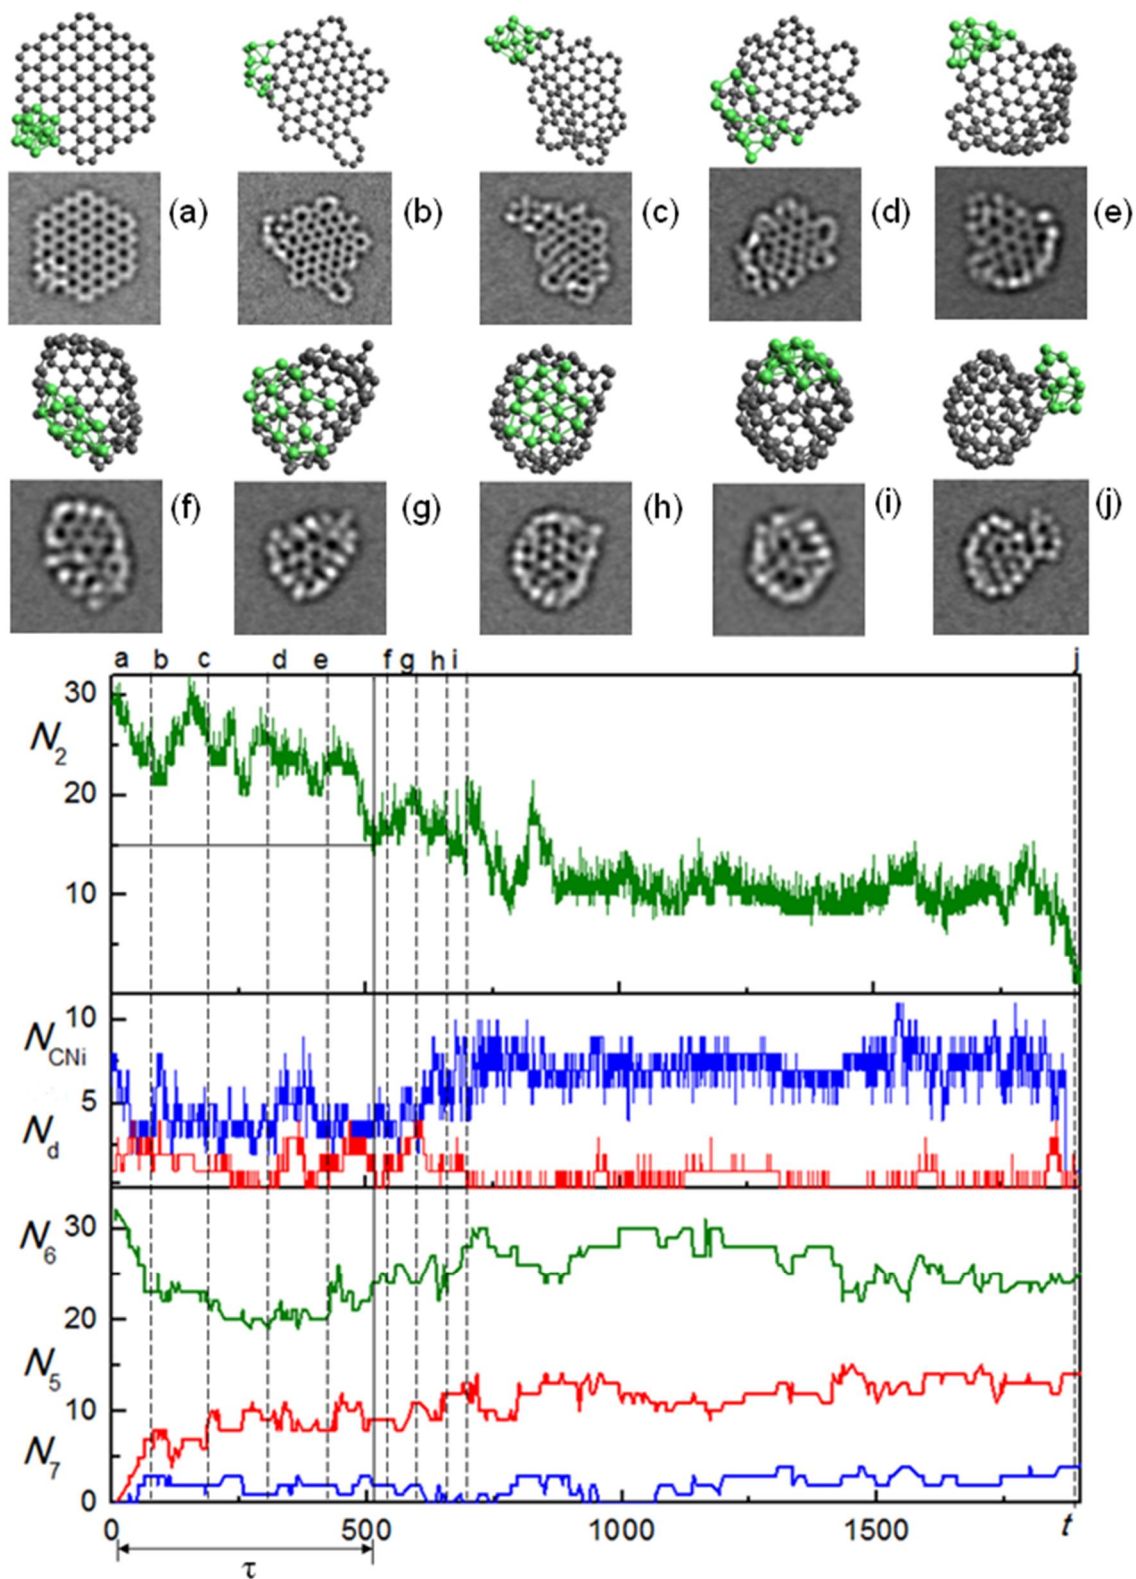 (a) (b) (c) (d) (e)
(f) (g) (h) (i) (j)
a b c d e f g h i j
30
N2
20
10
10
NCNi
5
Nd
30
N6
20
N5
10
N7
0
0 500 1000 1500 t
τ